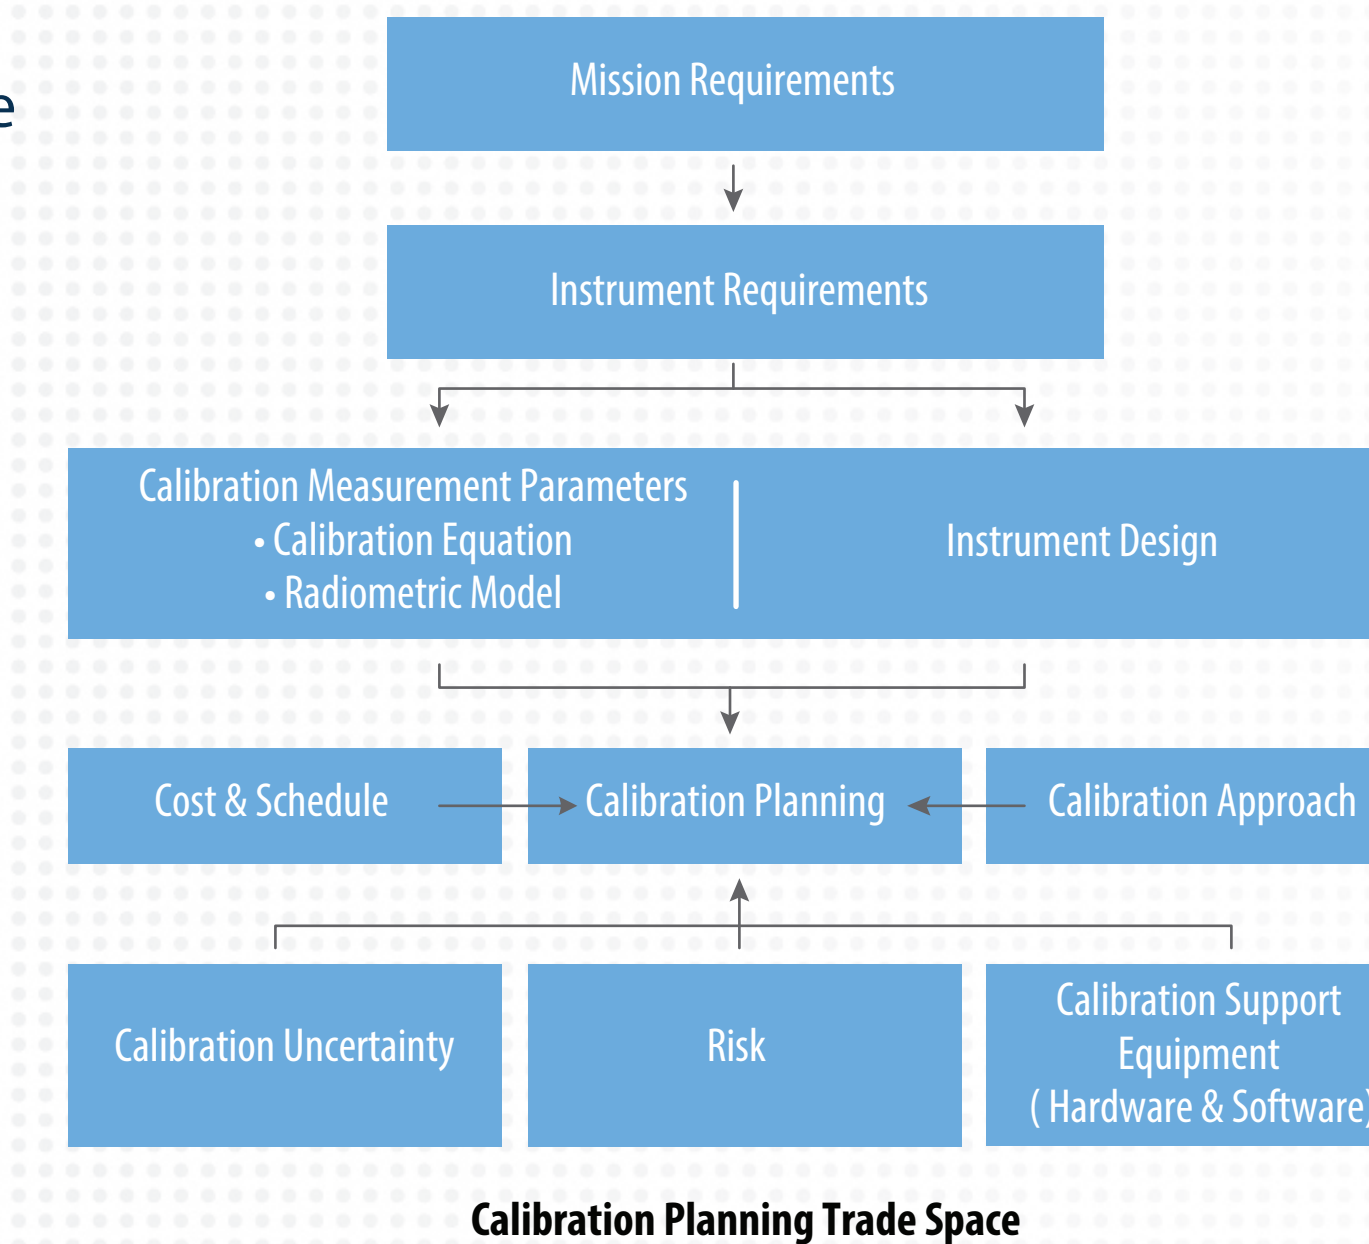 e
Mission Requirements
Instrument Requirements
Calibration Measurement Parameters
• Calibration Equation
• Radiometric Model
Instrument Design
Cost & Schedule
Calibration Planning
Calibration Approach
Calibration Uncertainty
Risk
Calibration Support
Equipment
( Hardware & Software)
Calibration Planning Trade Space